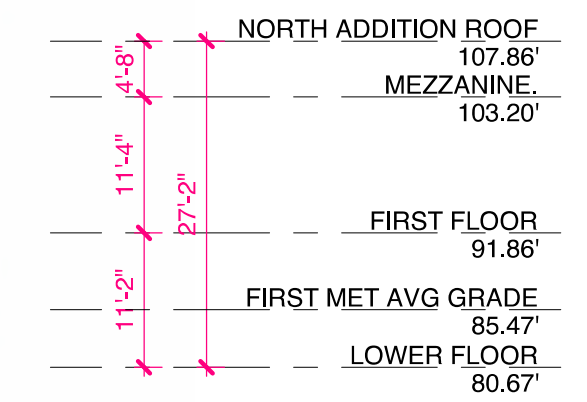 NORTH ADDITION ROOF
107.86'
4'-8"
MEZZANINE.
103.20'
11'-4"
27'-2"
FIRST FLOOR
91.86'
11'-2"
FIRST MET AVG GRADE
85.47'
LOWER FLOOR
80.67'